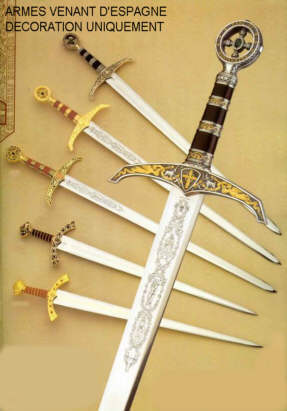 ARMES VENANT D'ESPAGNE
DECORATION UNIQUEMENT